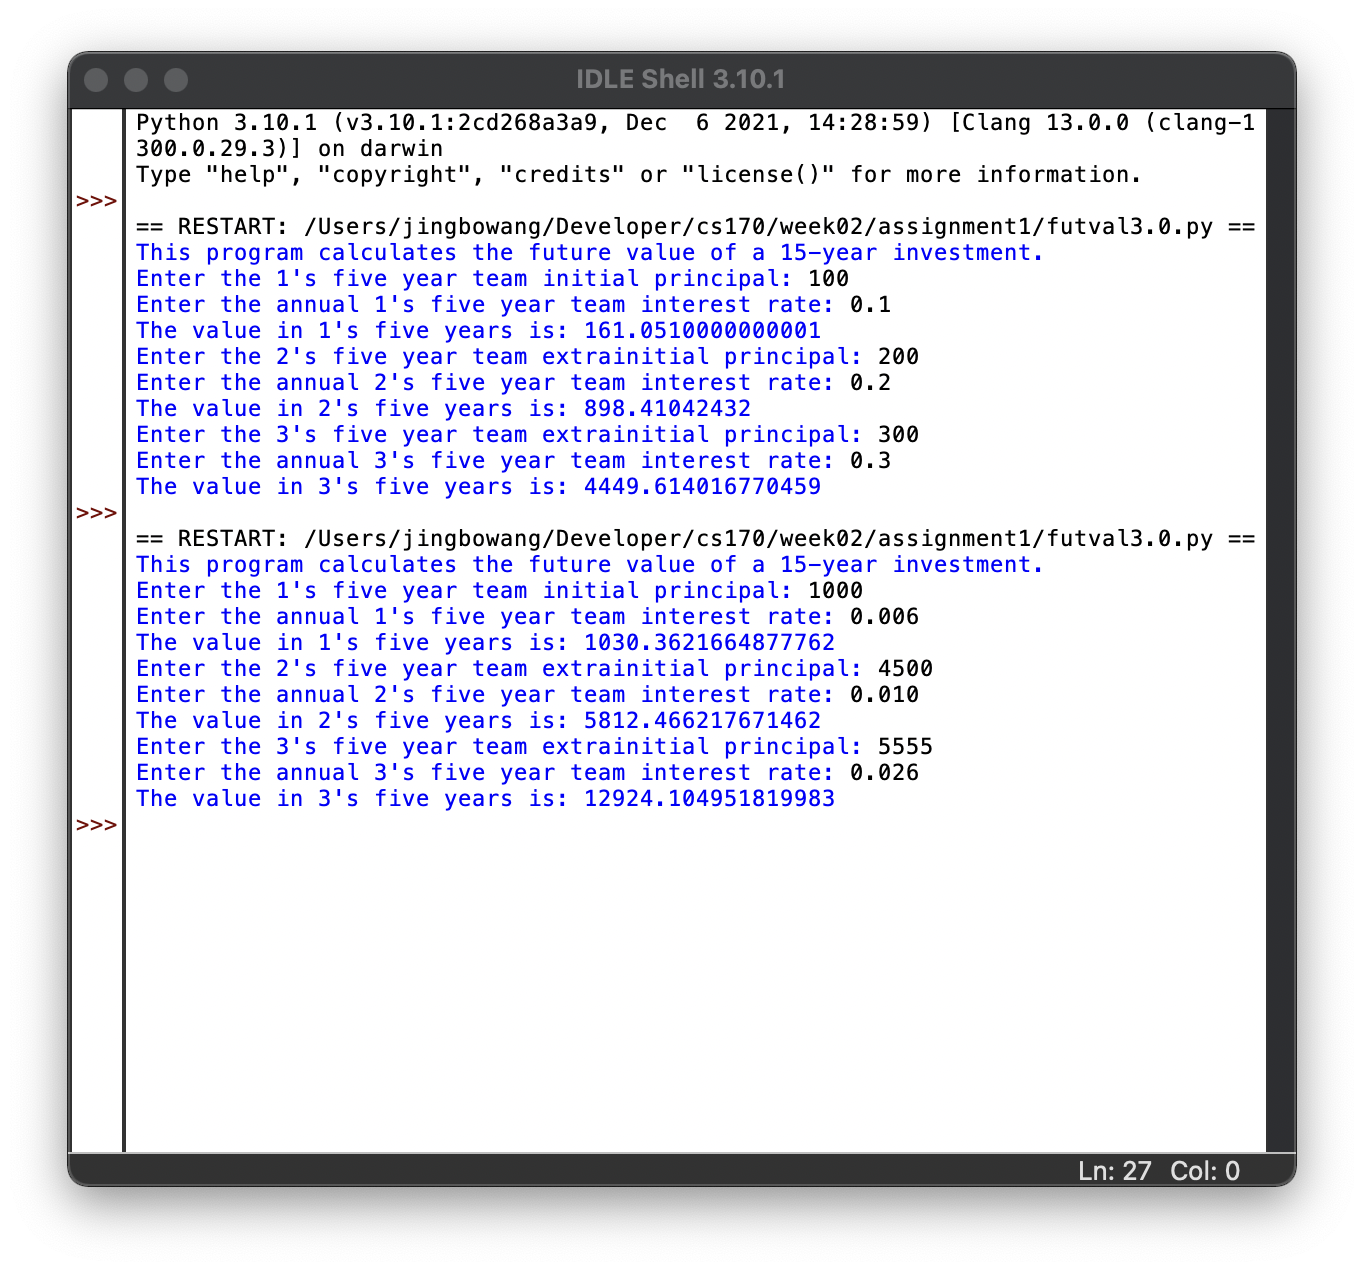 IDLE Shell 3.10.1
Python 3.10.1 (v3.10.1:2cd268a3a9, Dec  6 2021, 14:28:59) [Clang 13.0.0 (clang-1
300.0.29.3)] on darwin
Type "help", "copyright", "credits" or "license()" for more information.
>>>
== RESTART: /Users/jingbowang/Developer/cs170/week02/assignment1/futval3.0.py ==
This program calculates the future value of a 15-year investment.
Enter the 1's five year team initial principal: 100
Enter the annual 1's five year team interest rate: 0.1
The value in 1's five years is: 161.0510000000001
Enter the 2's five year team extrainitial principal: 200
Enter the annual 2's five year team interest rate: 0.2
The value in 2's five years is: 898.41042432
Enter the 3's five year team extrainitial principal: 300
Enter the annual 3's five year team interest rate: 0.3
The value in 3's five years is: 4449.614016770459
>>>
== RESTART: /Users/jingbowang/Developer/cs170/week02/assignment1/futval3.0.py ==
This program calculates the future value of a 15-year investment.
Enter the 1's five year team initial principal: 1000
Enter the annual 1's five year team interest rate: 0.006
The value in 1's five years is: 1030.3621664877762
Enter the 2's five year team extrainitial principal: 4500
Enter the annual 2's five year team interest rate: 0.010
The value in 2's five years is: 5812.466217671462
Enter the 3's five year team extrainitial principal: 5555
Enter the annual 3's five year team interest rate: 0.026
The value in 3's five years is: 12924.104951819983
>>>
Ln: 27  Col: 0